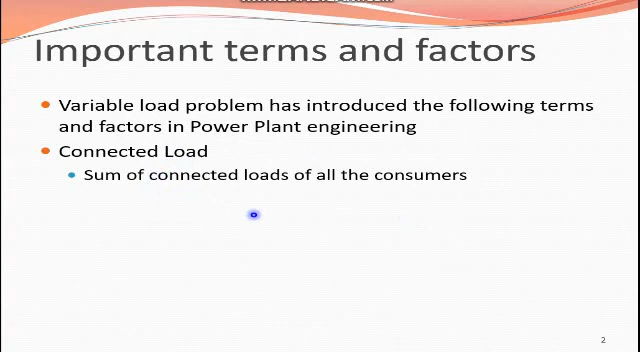 Important terms and factors
Variable load problem has introduced the following terms
and factors in Power Plant engineering
Connected Load
Sum of connected loads of all the consumers
2